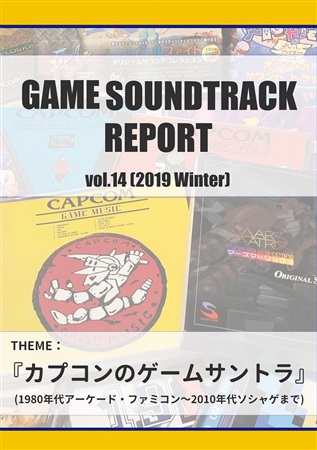 GAME SOUNDTRACK
REPORT
vol.14 (2019 Winter)
CAPCOM
GAME MUSIC
ORIGINAL S
THEME：
『カプコンのゲームサントラ』
(1980年代アーケード・ファミコン〜2010年代ソシャゲまで)